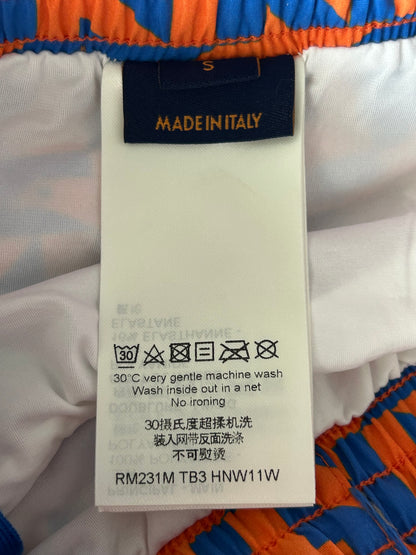 S
MADE IN ITALY
30
30°C very gentle machine wash
Wash inside out in a net
No ironing
30摄氏度超揉机洗
装入网带反面洗涤
不可熨烫
RM231M TB3 HNW11W